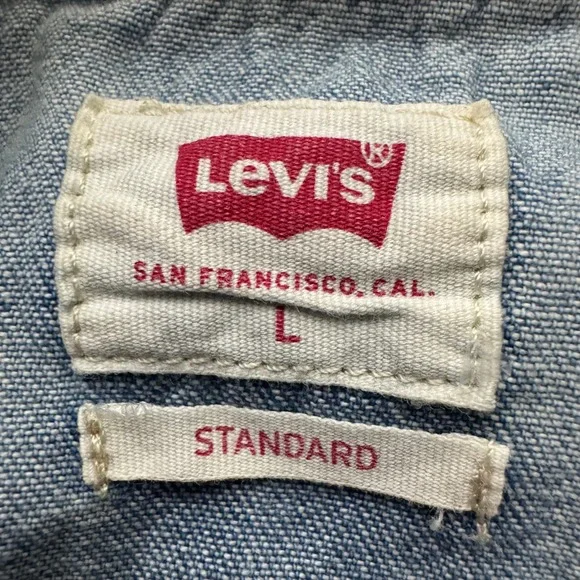 Levi's®
SAN FRANCISCO, CAL.
L
STANDARD